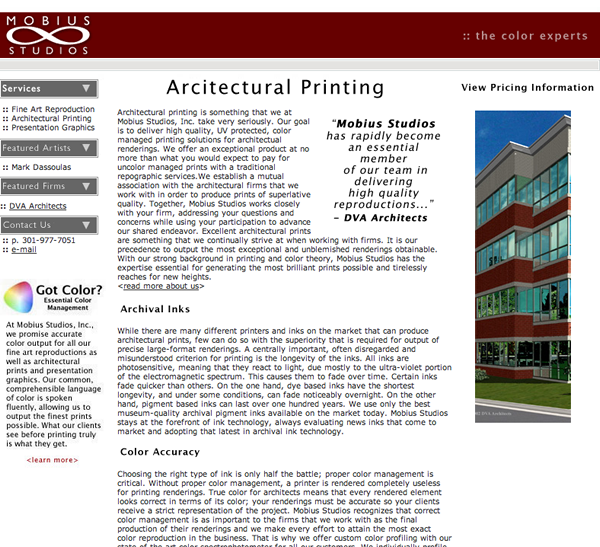 MOBIUS
STUDIOS
:: the color experts
Services
:: Fine Art Reproduction
:: Architectural Printing
:: Presentation Graphics
Featured Artists
:: Mark Dassoulas
Featured Firms
:: DVA Architects
Contact Us
:: p. 301-977-7051
:: e-mail
Got Color?
Essential Color
Management
At Mobius Studios, Inc.,
we promise accurate
color output for all our
fine art reproductions as
well as architectural
prints and presentation
graphics. Our common,
comprehensible language
of color is spoken
fluently, allowing us to
output the finest prints
possible. What our clients
see before printing truly
is what they get.
<learn more>
Arcitectural Printing
Architectural printing is something that we at
Mobius Studios, Inc. take very seriously. Our goal
is to deliver high quality, UV protected, color
managed printing solutions for architectual
renderings. We offer an exceptional product at no
more than what you would expect to pay for
uncolor managed prints with a traditional
repographic services.We establish a mutual
association with the architectural firms that we
work with in order to produce prints of superlative
quality. Together, Mobius Studios works closely
with your firm, addressing your questions and
concerns while using your participation to advance
our shared endeavor. Excellent architectural prints
are something that we continually strive at when working with firms. It is our
precedence to output the most exceptional and unblemished renderings obtainable.
With our strong background in printing and color theory, Mobius Studios has the
expertise essential for generating the most brilliant prints possible and tirelessly
reaches for new heights.
<read more about us>
“Mobius Studios
has rapidly become
an essential
member
of our team in
delivering
high quality
reproductions...”
– DVA Architects
Archival Inks
While there are many different printers and inks on the market that can produce
architectural prints, few can do so with the superiority that is required for output of
precise large-format renderings. A centrally important, often disregarded and
misunderstood criterion for printing is the longevity of the inks. All inks are
photosensitive, meaning that they react to light, due mostly to the ultra-violet portion
of the electromagnetic spectrum. This causes them to fade over time. Certain inks
fade quicker than others. On the one hand, dye based inks have the shortest
longevity, and under some conditions, can fade noticeably overnight. On the other
hand, pigment based inks can last over one hundred years. We use only the best
museum-quality archival pigment inks available on the market today. Mobius Studios
stays at the forefront of ink technology, always evaluating news inks that come to
market and adopting that latest in archival ink technology.
Color Accuracy
Choosing the right type of ink is only half the battle; proper color management is
critical. Without proper color management, a printer is rendered completely useless
for printing renderings. True color for architects means that every rendered element
looks correct in terms of its color; your renderings must be accurate so your clients
receive a strict representation of the project. Mobius Studios recognizes that correct
color management is as important to the firms that we work with as the final
production of their renderings and we make every effort to attain the most exact
color reproduction in the business. That is why we offer custom color profiling with our
View Pricing Information